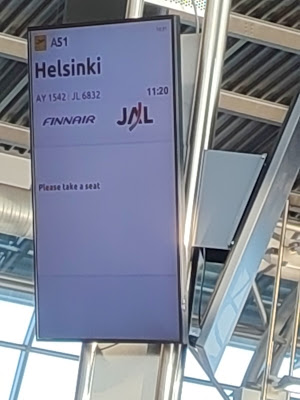 A51
Helsinki
AY 1542 / JL 6832 11:20
FINNAIR JAL
Please take a seat